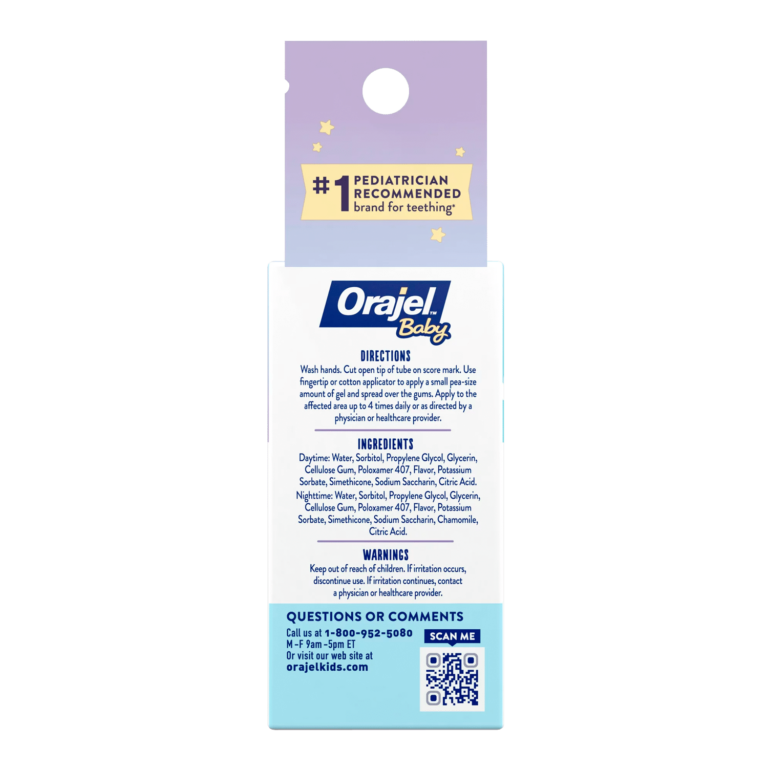 #1 PEDIATRICIAN
RECOMMENDED
brand for teething*
Orajel™
Baby
DIRECTIONS
Wash hands. Cut open tip of tube on score mark. Use
fingertip or cotton applicator to apply a small pea-size
amount of gel and spread over the gums. Apply to the
affected area up to 4 times daily or as directed by a
physician or healthcare provider.
INGREDIENTS
Daytime: Water, Sorbitol, Propylene Glycol, Glycerin,
Cellulose Gum, Poloxamer 407, Flavor, Potassium
Sorbate, Simethicone, Sodium Saccharin, Citric Acid.
Nighttime: Water, Sorbitol, Propylene Glycol, Glycerin,
Cellulose Gum, Poloxamer 407, Flavor, Potassium
Sorbate, Simethicone, Sodium Saccharin, Chamomile,
Citric Acid.
WARNINGS
Keep out of reach of children. If irritation occurs,
discontinue use. If irritation continues, contact
a physician or healthcare provider.
QUESTIONS OR COMMENTS
Call us at 1-800-952-5080
M-F 9am-5pm ET
Or visit our web site at
orajelkids.com
SCAN ME